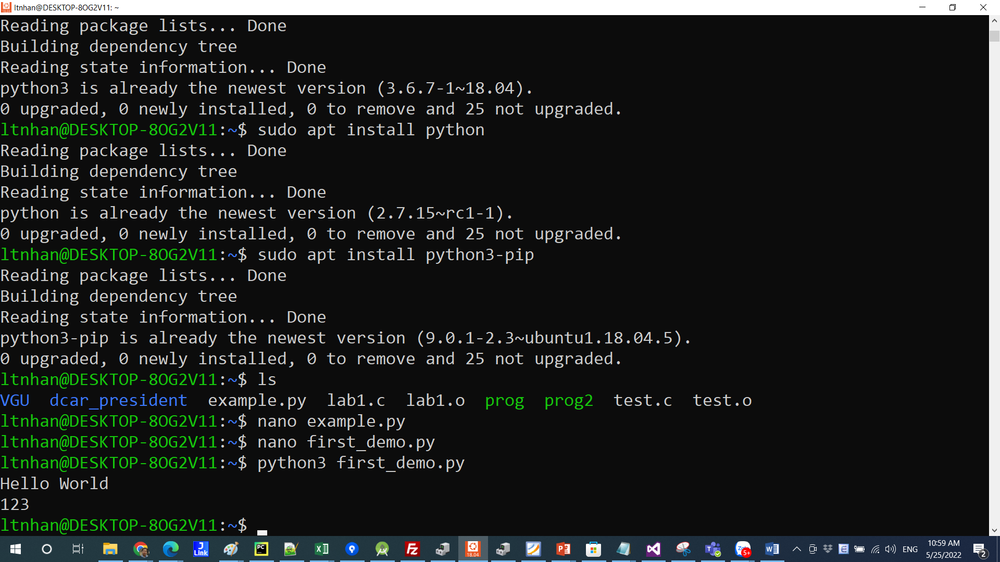 ltnhan@DESKTOP-8OG2V11: ~
Reading package lists... Done
Building dependency tree
Reading state information... Done
python3 is already the newest version (3.6.7-1~18.04).
0 upgraded, 0 newly installed, 0 to remove and 25 not upgraded.
ltnhan@DESKTOP-8OG2V11:~$ sudo apt install python
Reading package lists... Done
Building dependency tree
Reading state information... Done
python is already the newest version (2.7.15~rc1-1).
0 upgraded, 0 newly installed, 0 to remove and 25 not upgraded.
ltnhan@DESKTOP-8OG2V11:~$ sudo apt install python3-pip
Reading package lists... Done
Building dependency tree
Reading state information... Done
python3-pip is already the newest version (9.0.1-2.3~ubuntu1.18.04.5).
0 upgraded, 0 newly installed, 0 to remove and 25 not upgraded.
ltnhan@DESKTOP-8OG2V11:~$ ls
VGU  dcar_president  example.py  lab1.c  lab1.o  prog  prog2  test.c  test.o
ltnhan@DESKTOP-8OG2V11:~$ nano example.py
ltnhan@DESKTOP-8OG2V11:~$ nano first_demo.py
ltnhan@DESKTOP-8OG2V11:~$ python3 first_demo.py
Hello World
123
ltnhan@DESKTOP-8OG2V11:~$
J Link
PC
Fz
18.04
5+
ENG
10:59 AM
5/25/2022
2